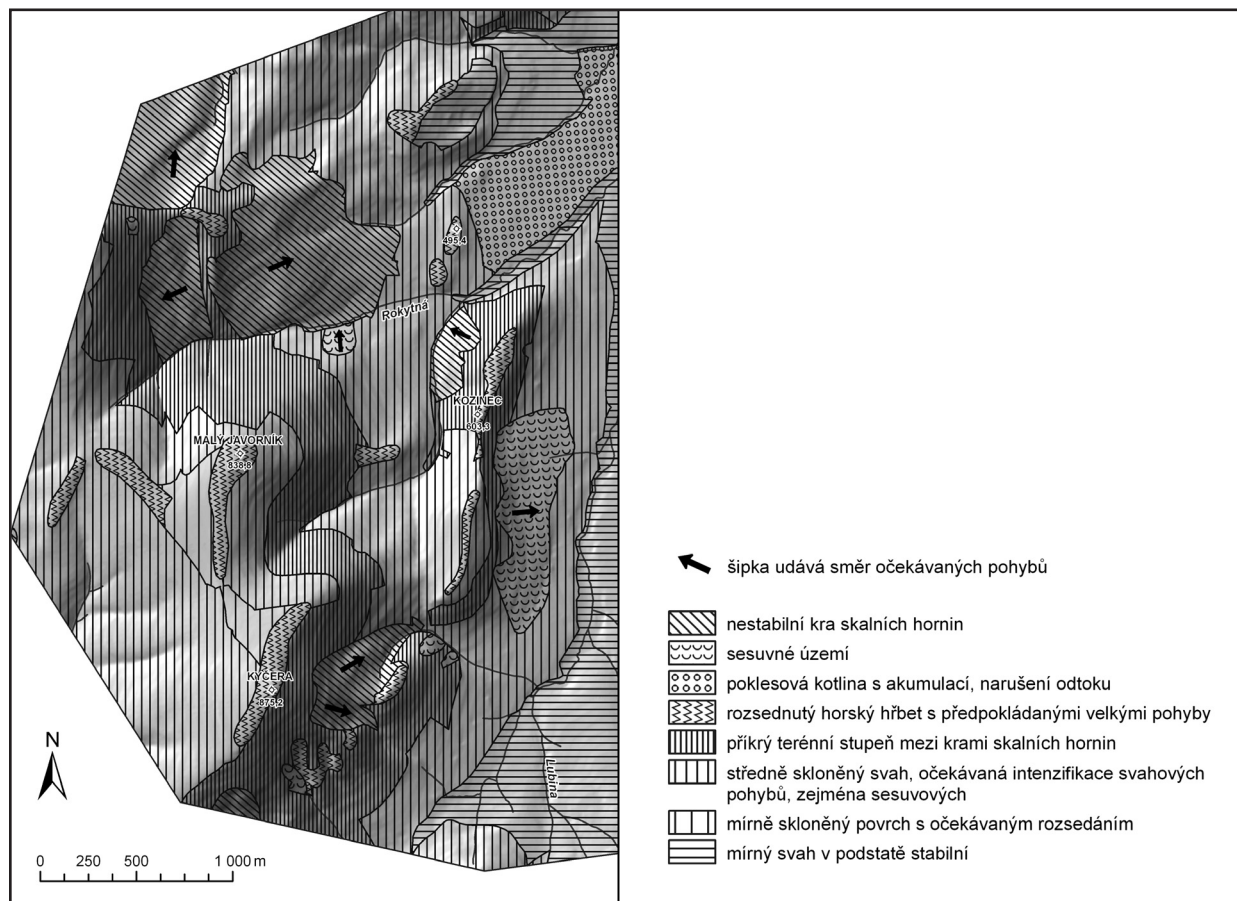 495,4
Rokytná
KOZINEC
603,3
MALÝ JAVORNÍK
838,8
KYČERA
875,2
Lubina
N
0 250 500 1 000 m
šipka udává směr očekávaných pohybů
nestabilní kra skalních hornin
sesuvné území
poklesová kotlina s akumulací, narušení odtoku
rozsednutý horský hřbet s předpokládanými velkými pohyby
příkrý terénní stupeň mezi krami skalních hornin
středně skloněný svah, očekávaná intenzifikace svahových
pohybů, zejména sesuvových
mírně skloněný povrch s očekávaným rozsedáním
mírný svah v podstatě stabilní